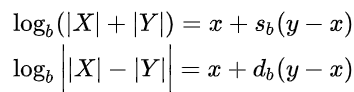 log_b(|X| + |Y|) = x + s_b(y − x)
log_b ||X| − |Y|| = x + d_b(y − x)